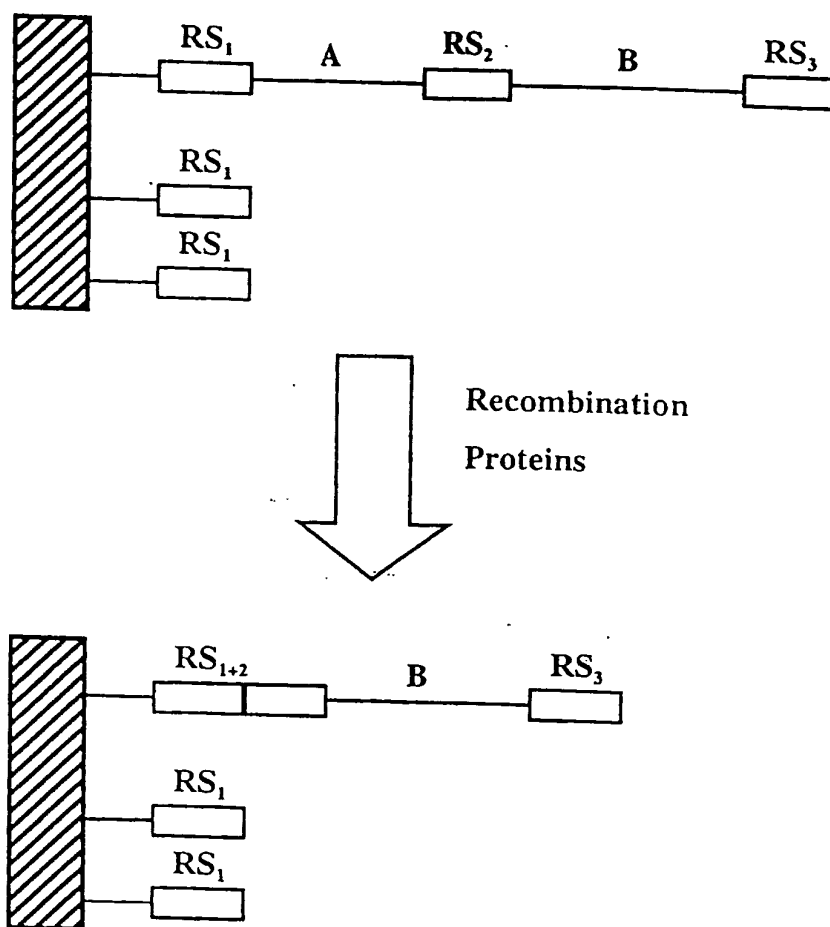 RS₁ A RS₂ B RS₃
RS₁
RS₁
Recombination
Proteins
RS₁₊₂ B RS₃
RS₁
RS₁